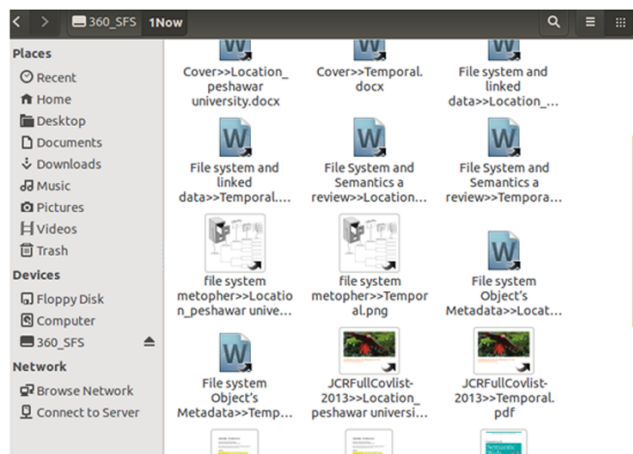 360_SFS 1Now
Places
Recent
Home
Desktop
Documents
Downloads
Music
Pictures
Videos
Trash
Devices
Floppy Disk
Computer
360_SFS
Network
Browse Network
Connect to Server
Cover>>Location_
peshawar
university.docx
Cover>>Temporal.
docx
File system and
linked
data>>Location_...
File system and
linked
data>>Temporal....
File System and
Semantics a
review>>Location...
File System and
Semantics a
review>>Tempora...
file system
metopher>>Locatio
n_peshawar unive...
file system
metopher>>Tempor
al.png
File system
Object's
Metadata>>Locat...
File system
Object's
Metadata>>Temp...
JCRFullCovlist-
2013>>Location_
peshawar universi...
JCRFullCovlist-
2013>>Temporal.
pdf